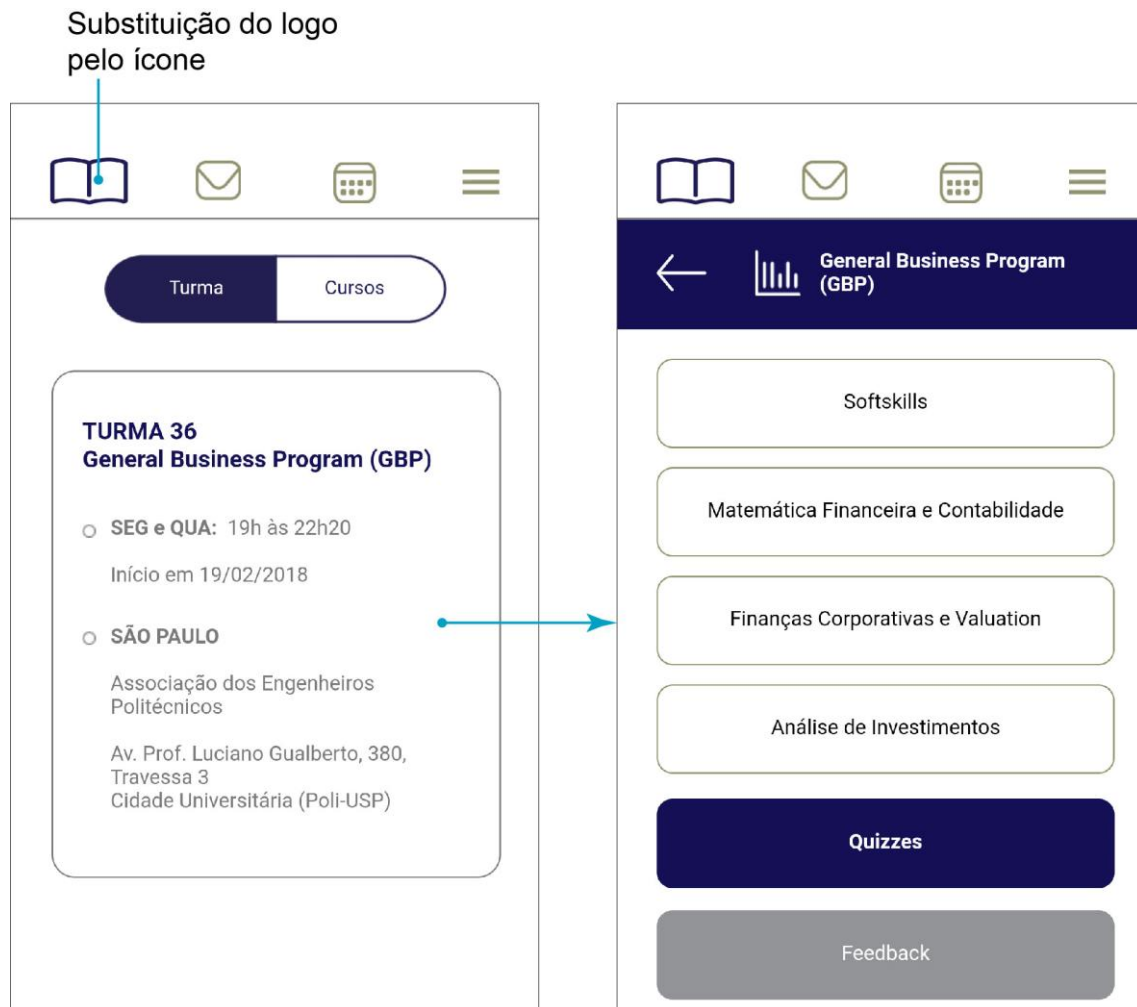 Substituição do logo
pelo ícone
Turma
Cursos
TURMA 36
General Business Program (GBP)
SEG e QUA: 19h às 22h20
Início em 19/02/2018
SÃO PAULO
Associação dos Engenheiros
Politécnicos
Av. Prof. Luciano Gualberto, 380,
Travessa 3
Cidade Universitária (Poli-USP)
General Business Program
(GBP)
Softskills
Matemática Financeira e Contabilidade
Finanças Corporativas e Valuation
Análise de Investimentos
Quizzes
Feedback